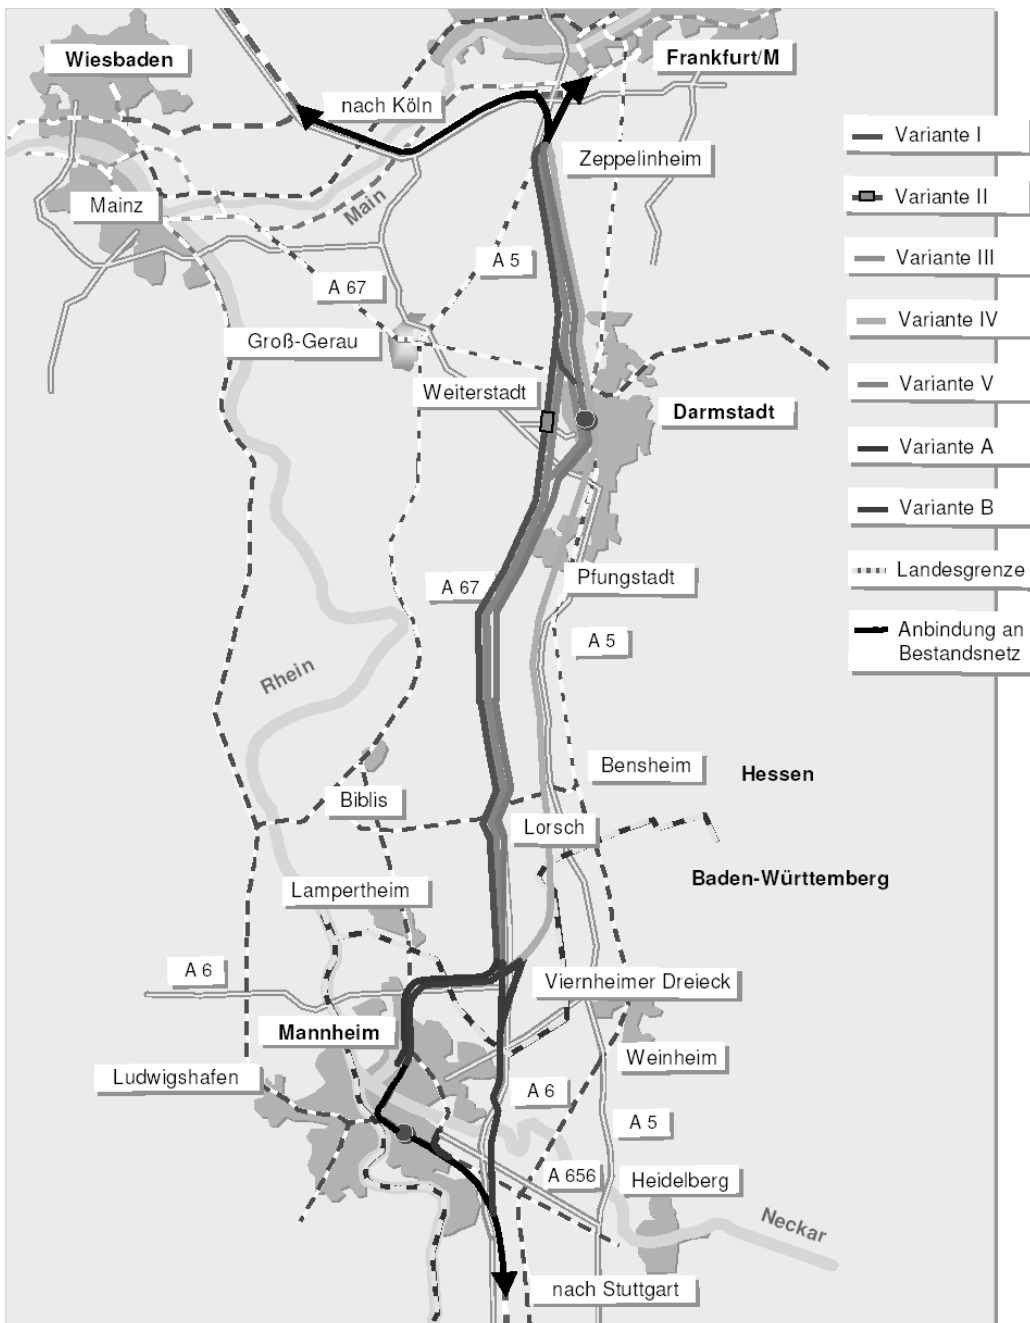 Wiesbaden
Frankfurt/M
nach Köln
Variante I
Zeppelinheim
Variante II
Mainz
Main
A 5
Variante III
A 67
Variante IV
Groß-Gerau
Weiterstadt
Variante V
Darmstadt
Variante A
Variante B
A 67
Pfungstadt
Landesgrenze
A 5
Anbindung an
Bestandsnetz
Rhein
Bensheim
Hessen
Biblis
Lorsch
Baden-Württemberg
Lampertheim
A 6
Viernheimer Dreieck
Mannheim
Weinheim
Ludwigshafen
A 6
A 5
A 656
Heidelberg
Neckar
nach Stuttgart